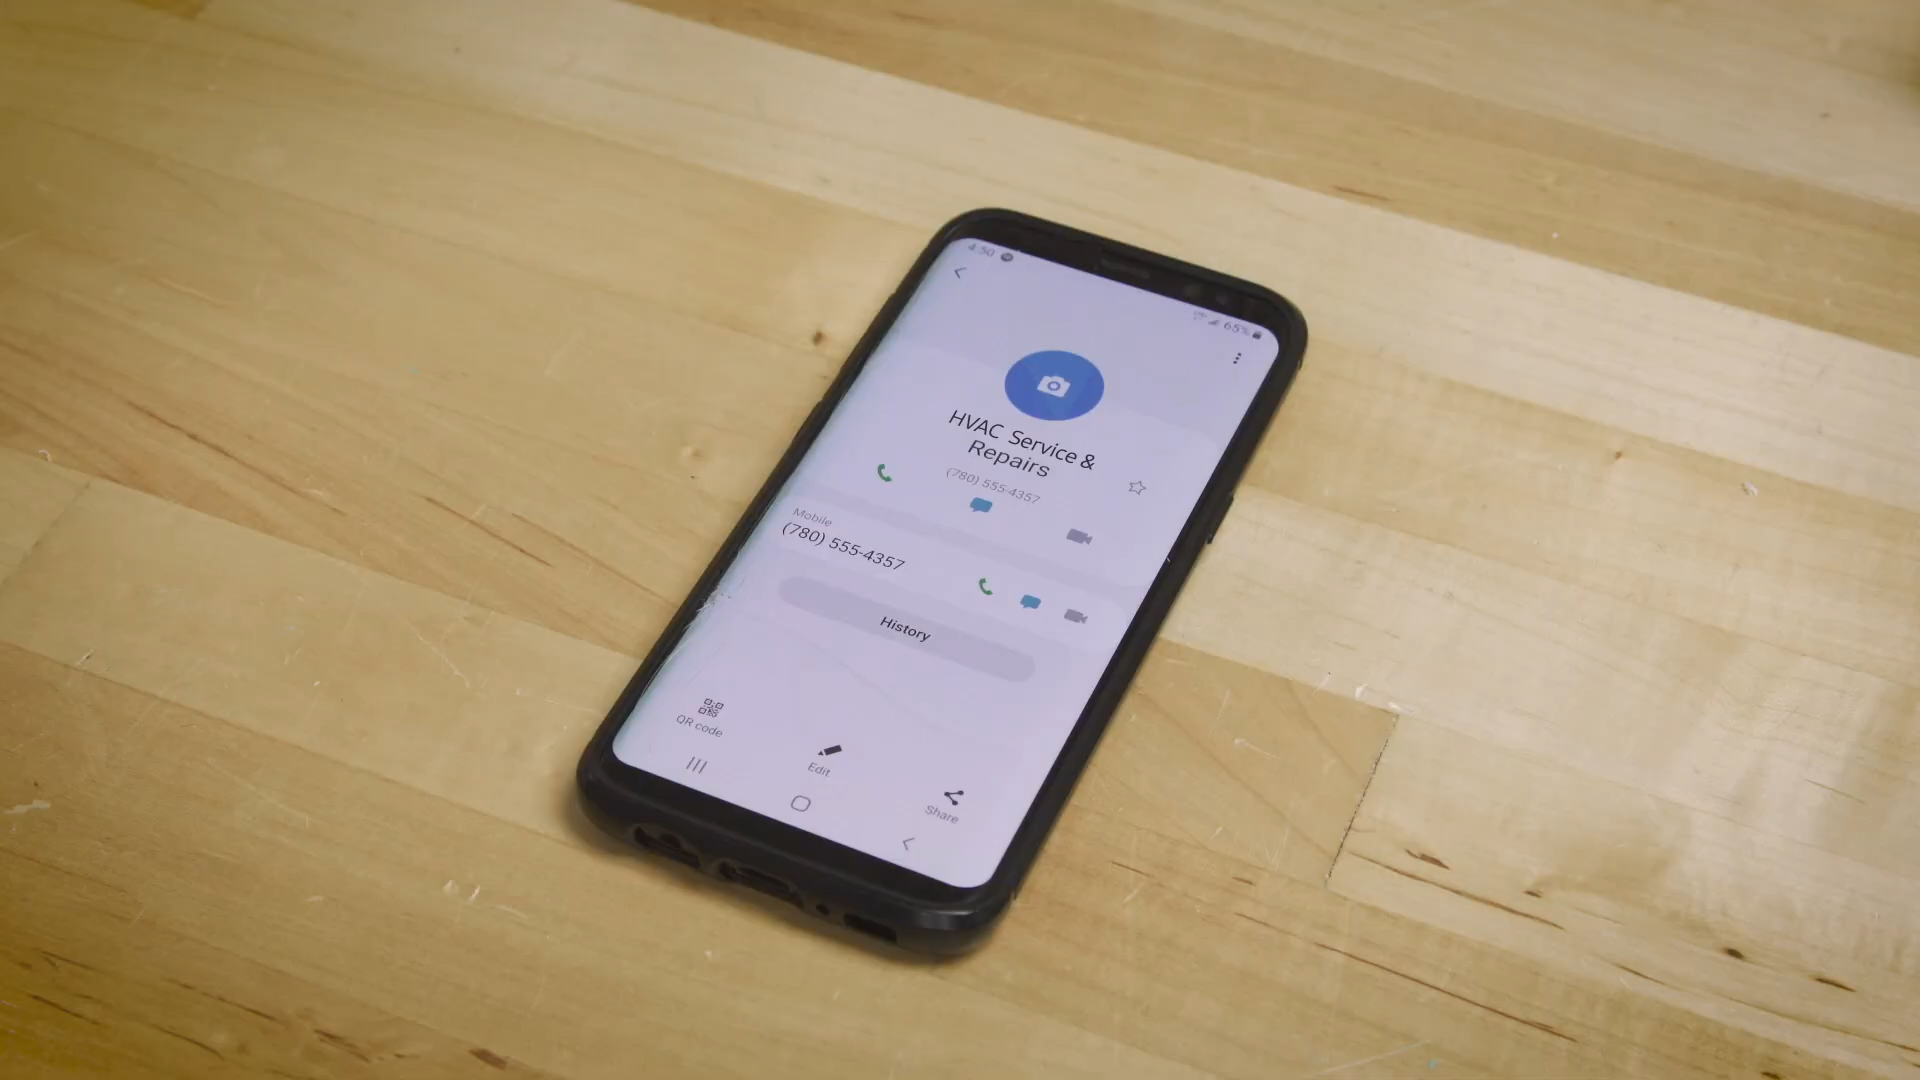 4:50
65%
HVAC Service &
Repairs
(780) 555-4357
Mobile
(780) 555-4357
History
QR code
Edit
Share